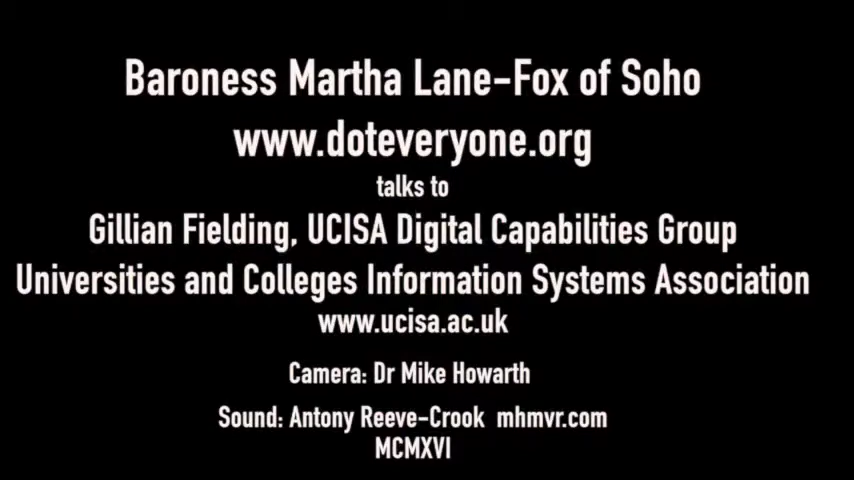 Baroness Martha Lane-Fox of Soho
www.doteveryone.org
talks to
Gillian Fielding, UCISA Digital Capabilities Group
Universities and Colleges Information Systems Association
www.ucisa.ac.uk
Camera: Dr Mike Howarth
Sound: Antony Reeve-Crook mhmvr.com
MCMXVI